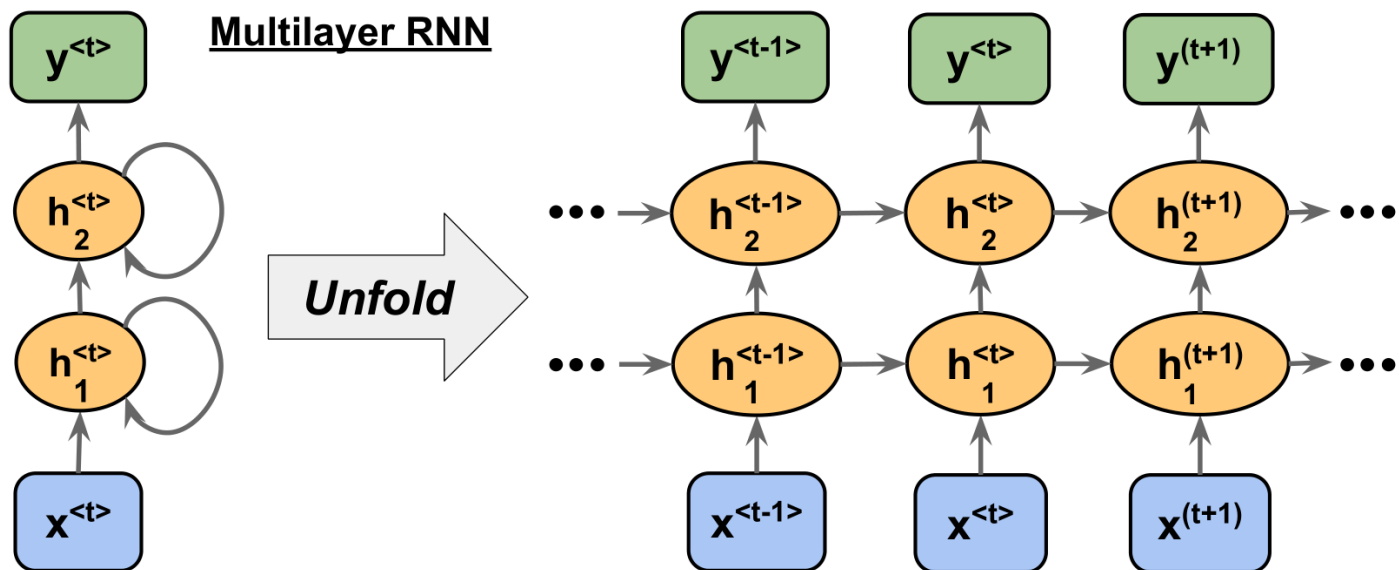 Multilayer RNN
y<t>
h<t>
2
h<t>
1
x<t>
Unfold
y<t-1> y<t> y(t+1)
••• h<t-1> h<t> h(t+1) •••
2 2 2
••• h<t-1> h<t> h(t+1) •••
1 1 1
x<t-1> x<t> x(t+1)